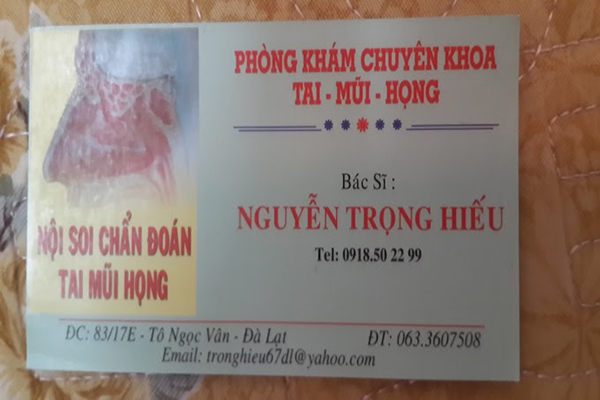 PHÒNG KHÁM CHUYÊN KHOA
TAI - MŨI - HỌNG
Bác Sĩ :
NGUYỄN TRỌNG HIẾU
Tel: 0918.50 22 99
NỘI SOI CHẨN ĐOÁN
TAI MŨI HỌNG
ĐC: 83/17E - Tô Ngọc Vân - Đà Lạt ĐT: 063.3607508
Email: tronghieu67dl@yahoo.com